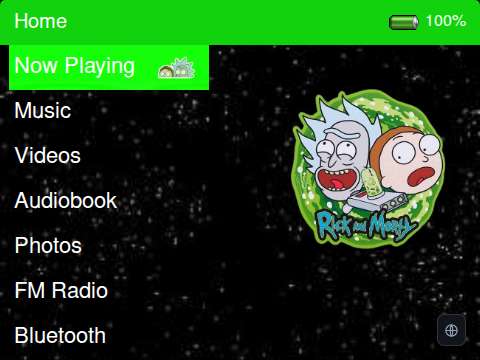 Home
100%
Now Playing
Music
Videos
Audiobook
Photos
FM Radio
Bluetooth
Rick and Morty